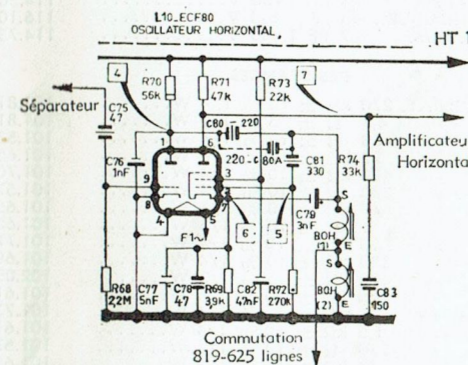 L10_ECF80
OSCILLATEUR HORIZONTAL
HT 1
4
7
R70
56k
R71
47k
R73
22k
Séparateur
C75
47
C80
220
Amplificateur
Horizonta
1
6
220
C80A
C81
330
R74
33k
C76
1nF
9
3
2
8
7
4
5
6
5
C79
3nF
S
BOH
(1)
E
F1~
S
R68
2,2M
C77
5nF
C78
47
R69
3,9k
C82
47nF
R72
270k
BOH
(2)
E
C83
150
Commutation
819-625 lignes